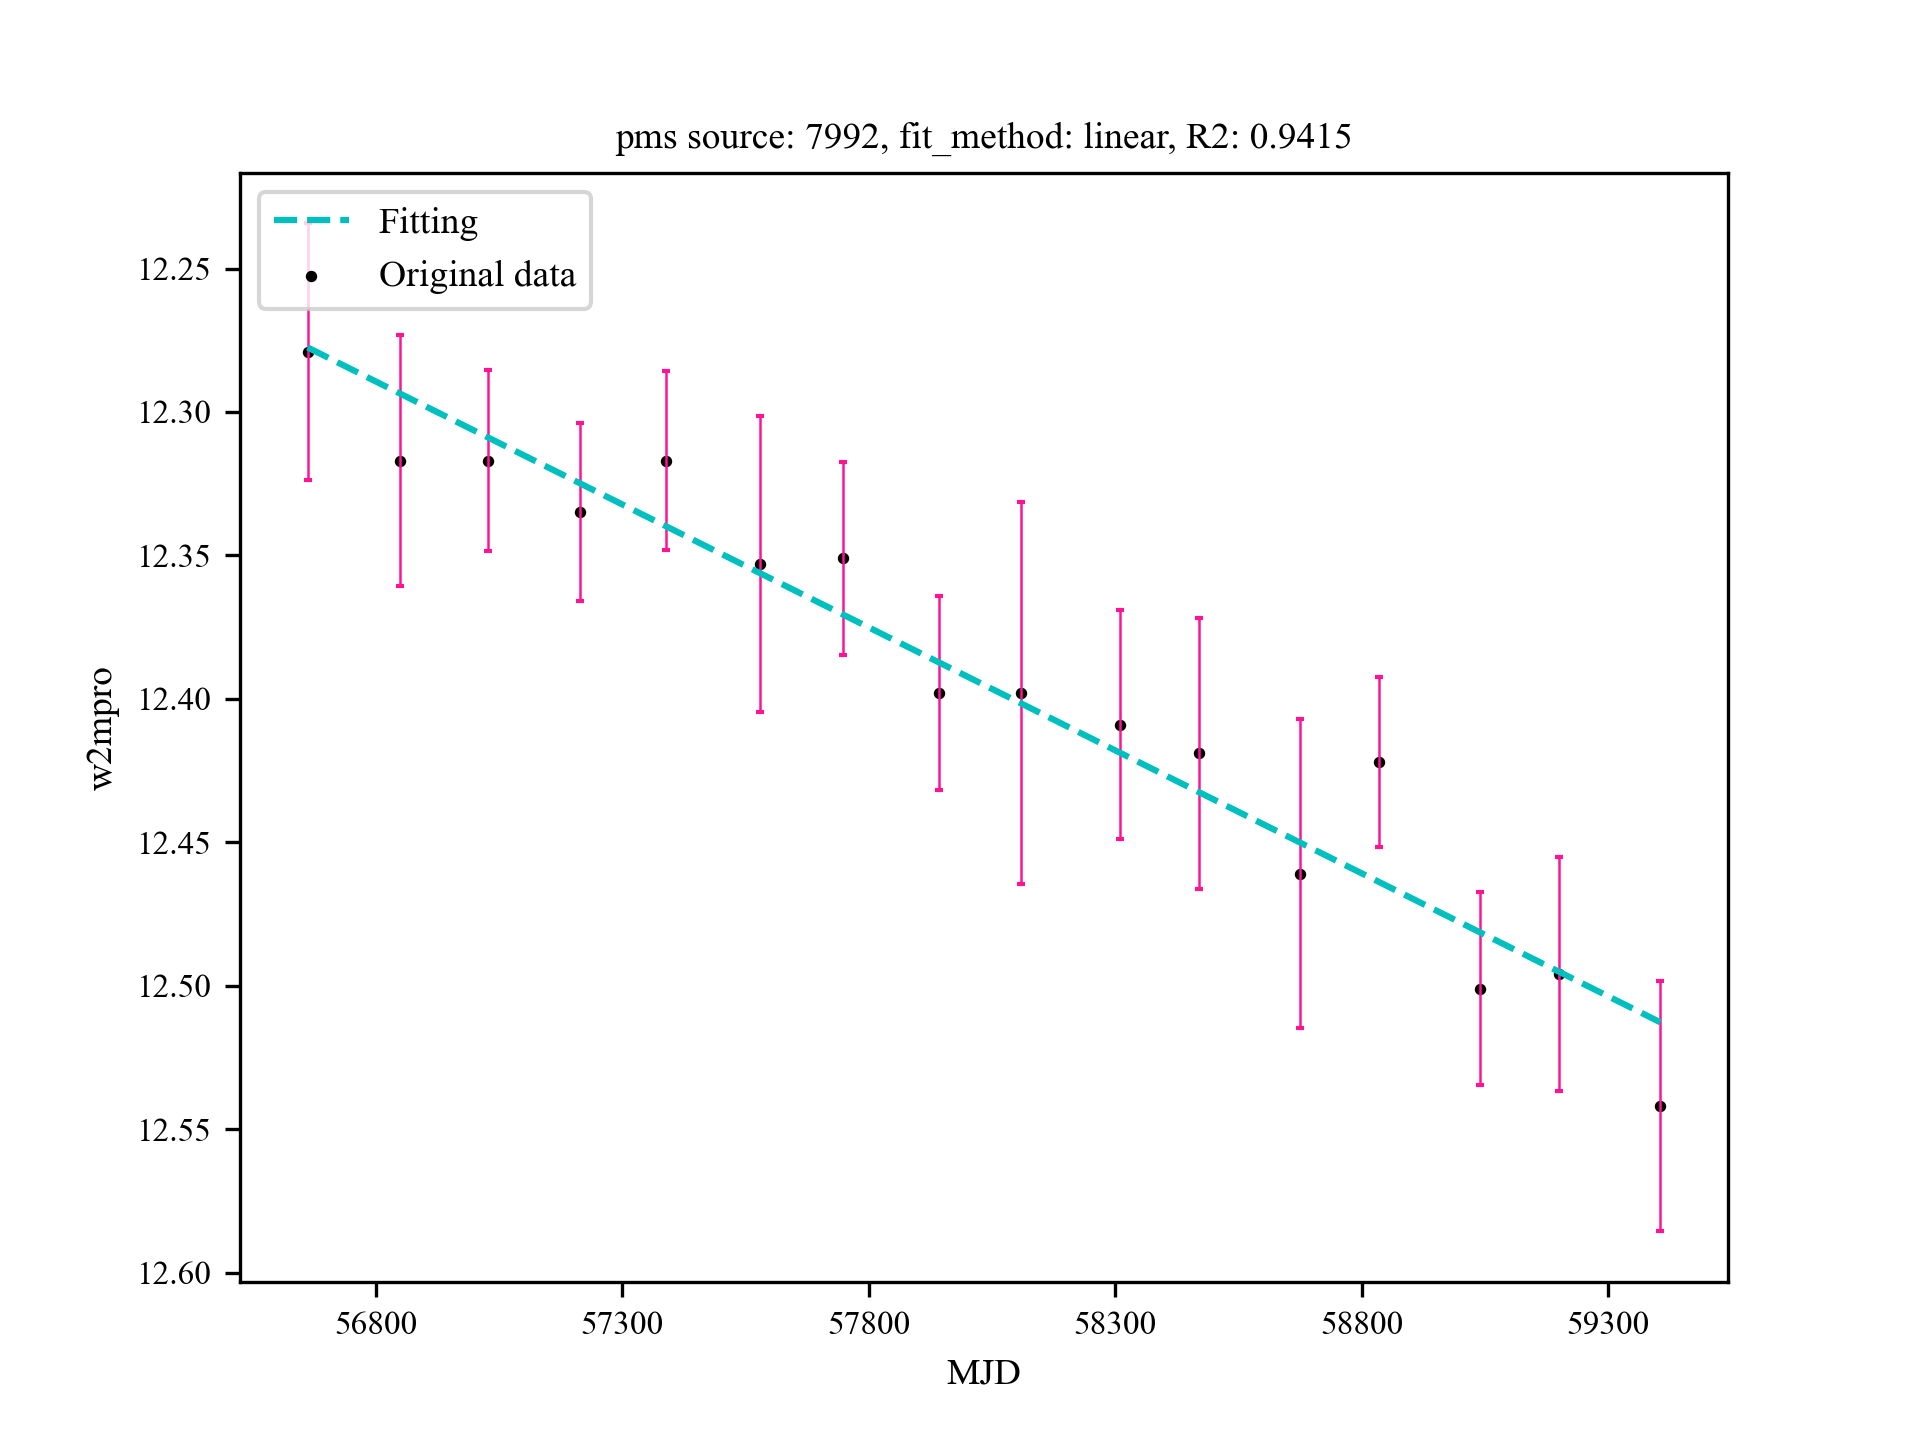 pms source: 7992, fit_method: linear, R2: 0.9415
Fitting
Original data
12.25
12.30
12.35
12.40
12.45
12.50
12.55
12.60
w2mpro
56800 57300 57800 58300 58800 59300
MJD